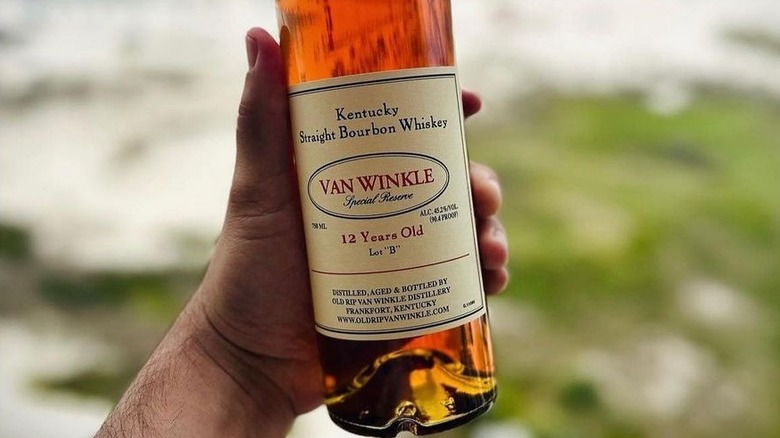 Kentucky
Straight Bourbon Whiskey
VAN WINKLE
Special Reserve
750 ML
ALC. 45.2%/VOL.
(90.4 PROOF)
12 Years Old
Lot "B"
DISTILLED, AGED & BOTTLED BY
OLD RIP VAN WINKLE DISTILLERY
FRANKFORT, KENTUCKY
WWW.OLDRIPVANWINKLE.COM